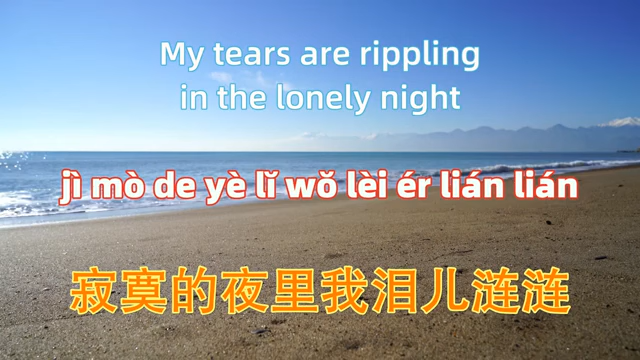 My tears are rippling
in the lonely night
jì mò de yè lǐ wǒ lèi ér lián lián
寂寞的夜里我泪儿涟涟